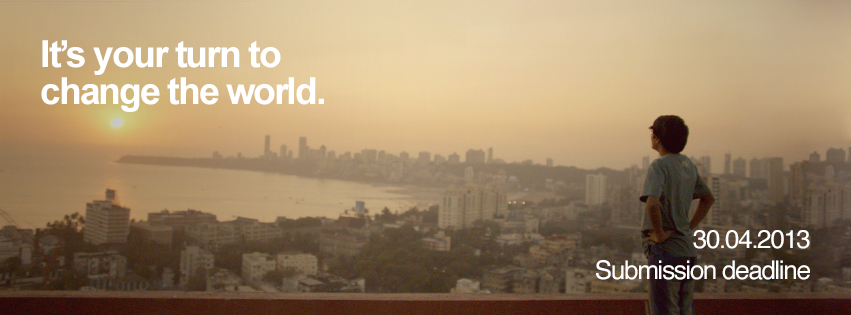 It's your turn to
change the world.
30.04.2013
Submission deadline